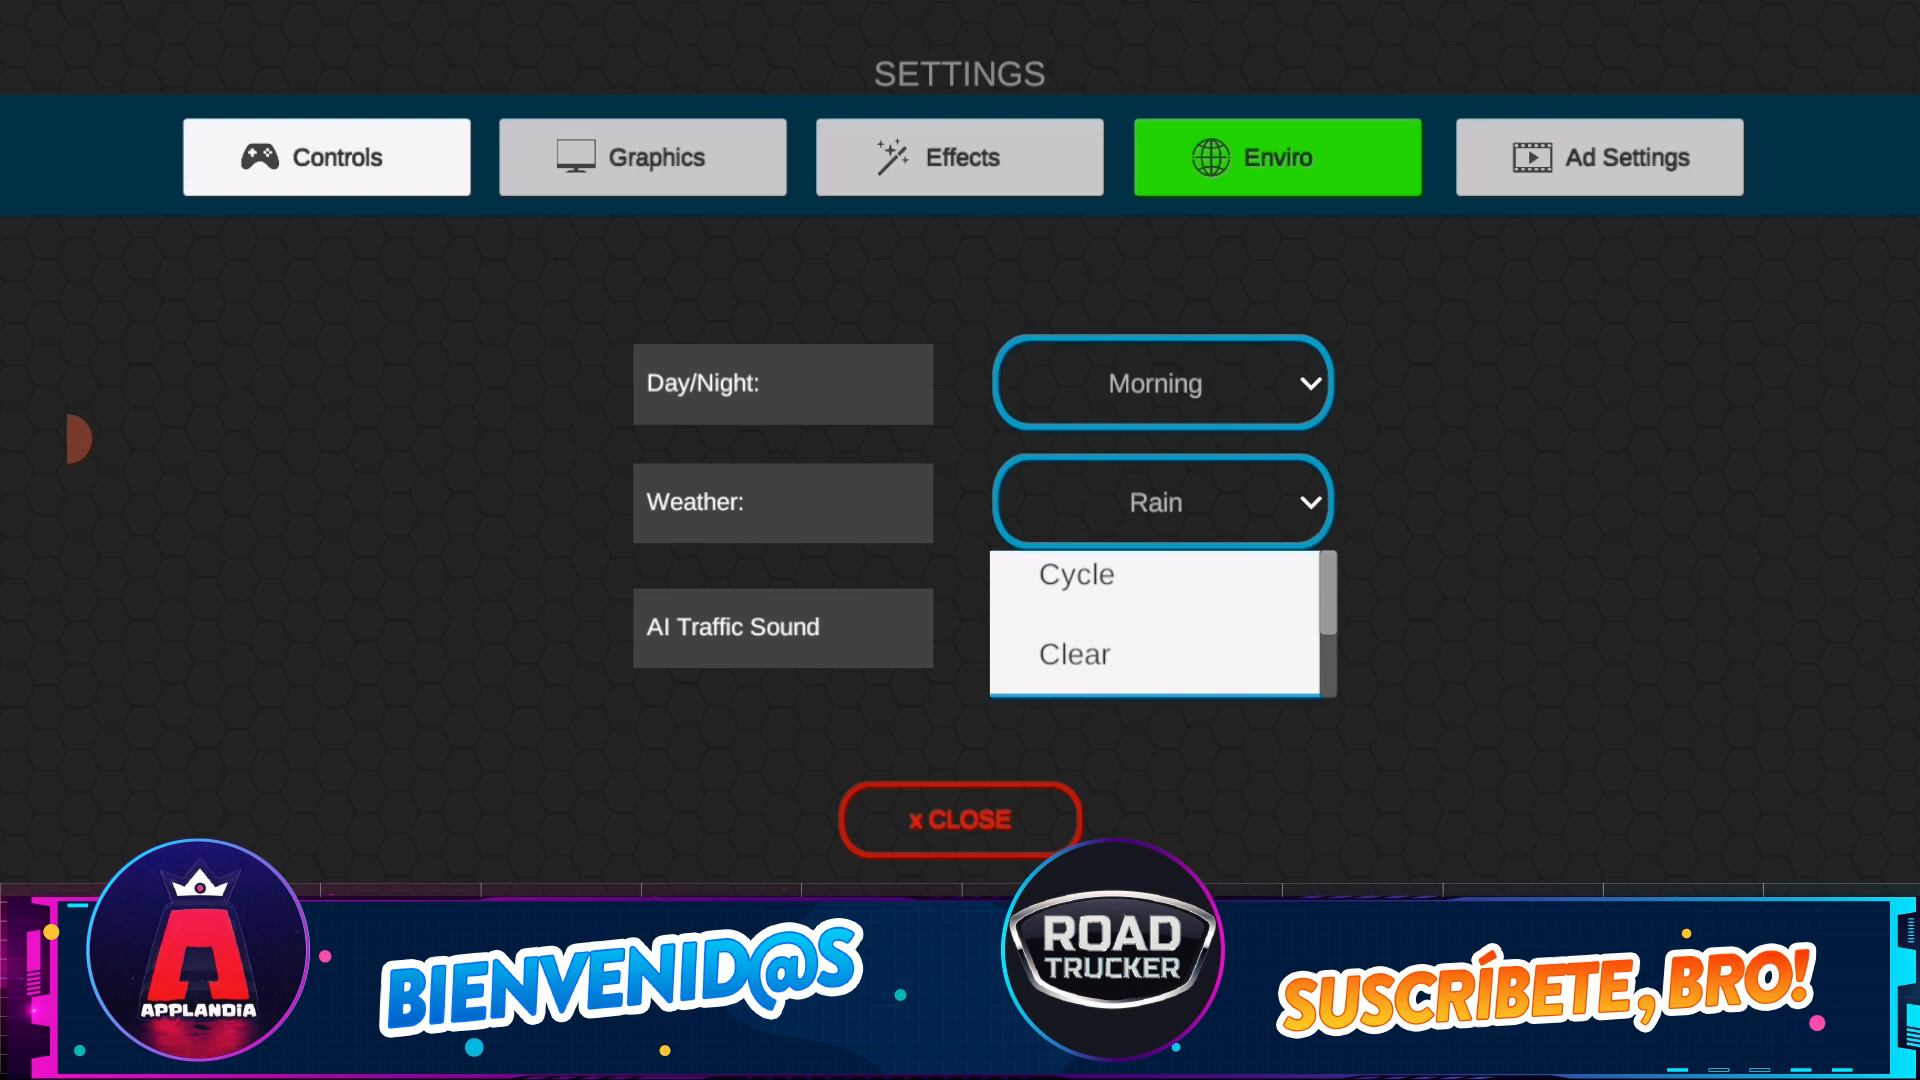 SETTINGS
Controls
Graphics
Effects
Enviro
Ad Settings
Day/Night:
Morning
Weather:
Rain
Cycle
AI Traffic Sound
Clear
x CLOSE
APPLANDiA
BIENVENID@S
ROAD
TRUCKER
SUSCRÍBETE, BRO!